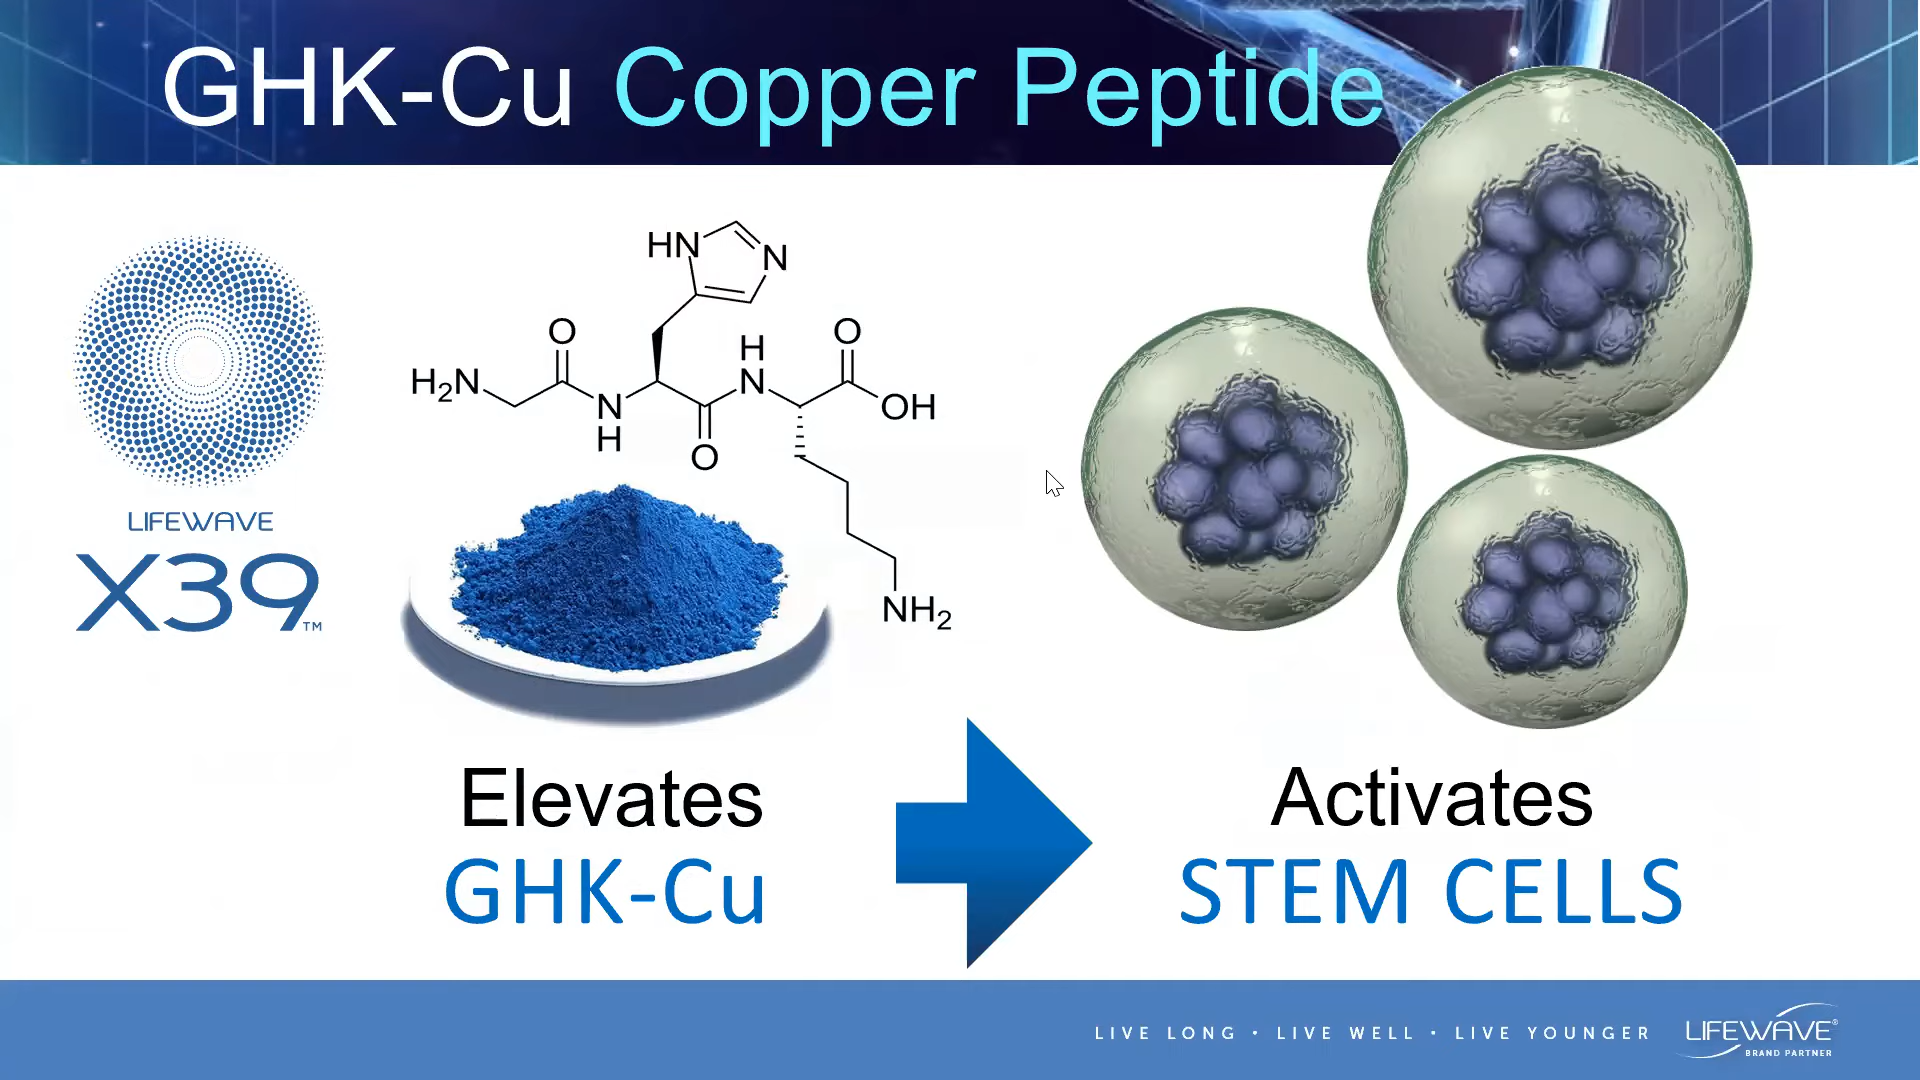 GHK-Cu Copper Peptide
HN
N
O
H
O
H₂N
N
H
N
OH
O
NH₂
LIFEWAVE
X39™
Elevates
GHK-Cu
Activates
STEM CELLS
LIVE LONG • LIVE WELL • LIVE YOUNGER
LIFEWAVE®
BRAND PARTNER